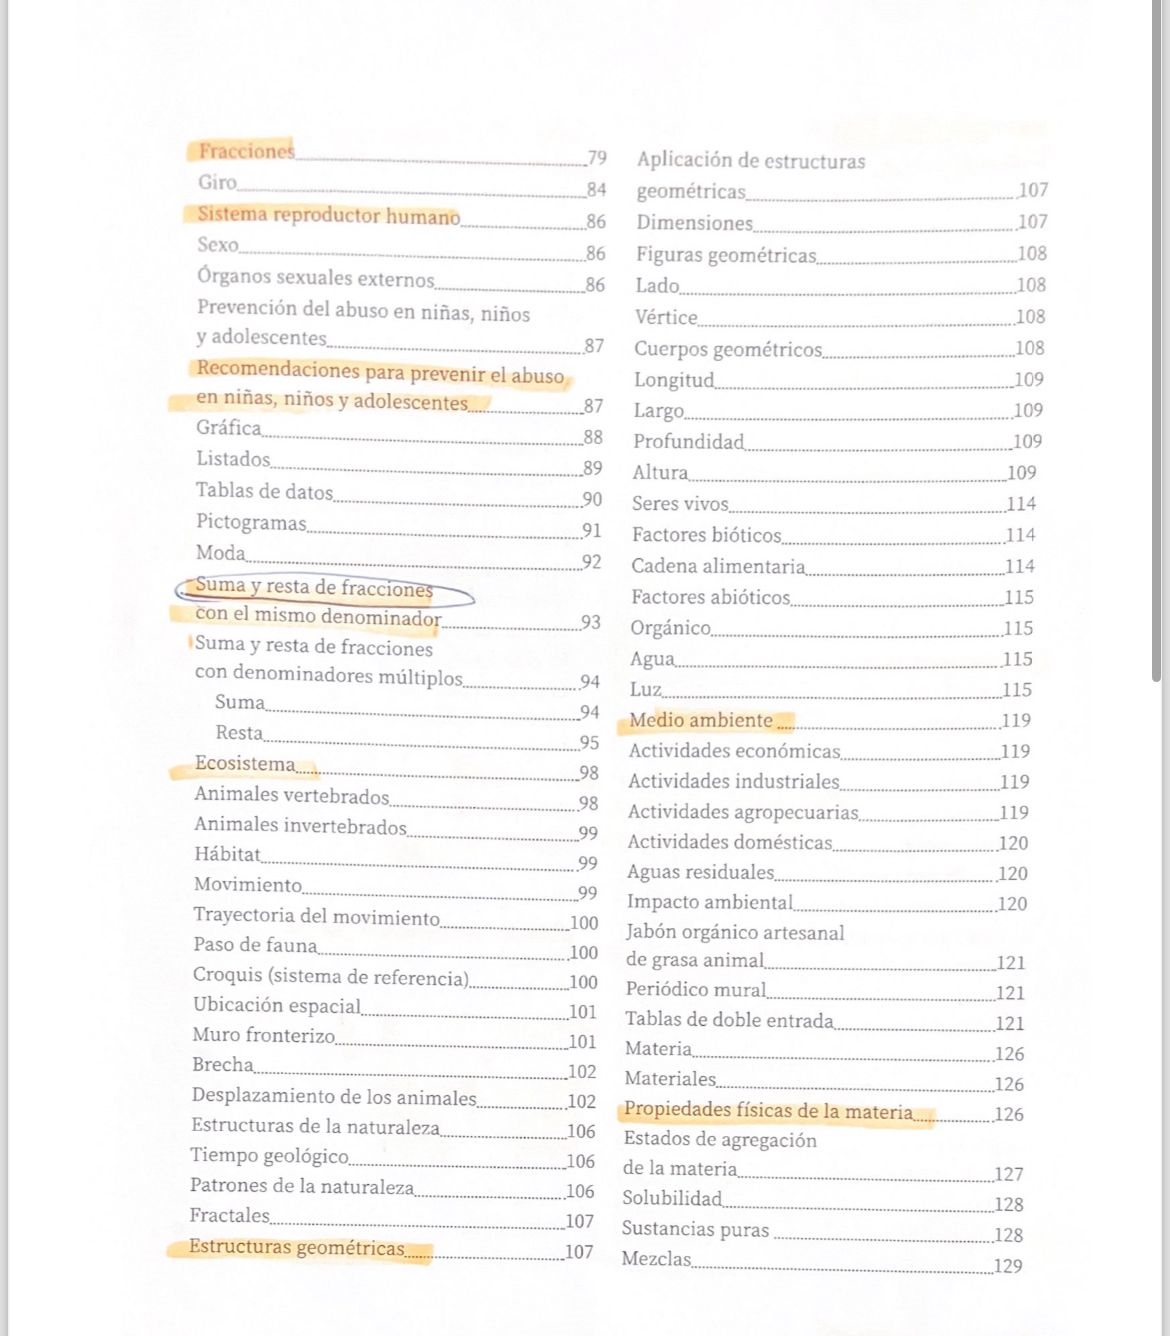 Fracciones 79
Giro 84
Sistema reproductor humano 86
Sexo 86
Órganos sexuales externos 86
Prevención del abuso en niñas, niños
y adolescentes 87
Recomendaciones para prevenir el abuso
en niñas, niños y adolescentes 87
Gráfica 88
Listados 89
Tablas de datos 90
Pictogramas 91
Moda 92
Suma y resta de fracciones
con el mismo denominador 93
Suma y resta de fracciones
con denominadores múltiplos 94
Suma 94
Resta 95
Ecosistema 98
Animales vertebrados 98
Animales invertebrados 99
Hábitat 99
Movimiento 99
Trayectoria del movimiento 100
Paso de fauna 100
Croquis (sistema de referencia) 100
Ubicación espacial 101
Muro fronterizo 101
Brecha 102
Desplazamiento de los animales 102
Estructuras de la naturaleza 106
Tiempo geológico 106
Patrones de la naturaleza 106
Fractales 107
Estructuras geométricas 107
Aplicación de estructuras
geométricas 107
Dimensiones 107
Figuras geométricas 108
Lado 108
Vértice 108
Cuerpos geométricos 108
Longitud 109
Largo 109
Profundidad 109
Altura 109
Seres vivos 114
Factores bióticos 114
Cadena alimentaria 114
Factores abióticos 115
Orgánico 115
Agua 115
Luz 115
Medio ambiente 119
Actividades económicas 119
Actividades industriales 119
Actividades agropecuarias 119
Actividades domésticas 120
Aguas residuales 120
Impacto ambiental 120
Jabón orgánico artesanal
de grasa animal 121
Periódico mural 121
Tablas de doble entrada 121
Materia 126
Materiales 126
Propiedades físicas de la materia 126
Estados de agregación
de la materia 127
Solubilidad 128
Sustancias puras 128
Mezclas 129